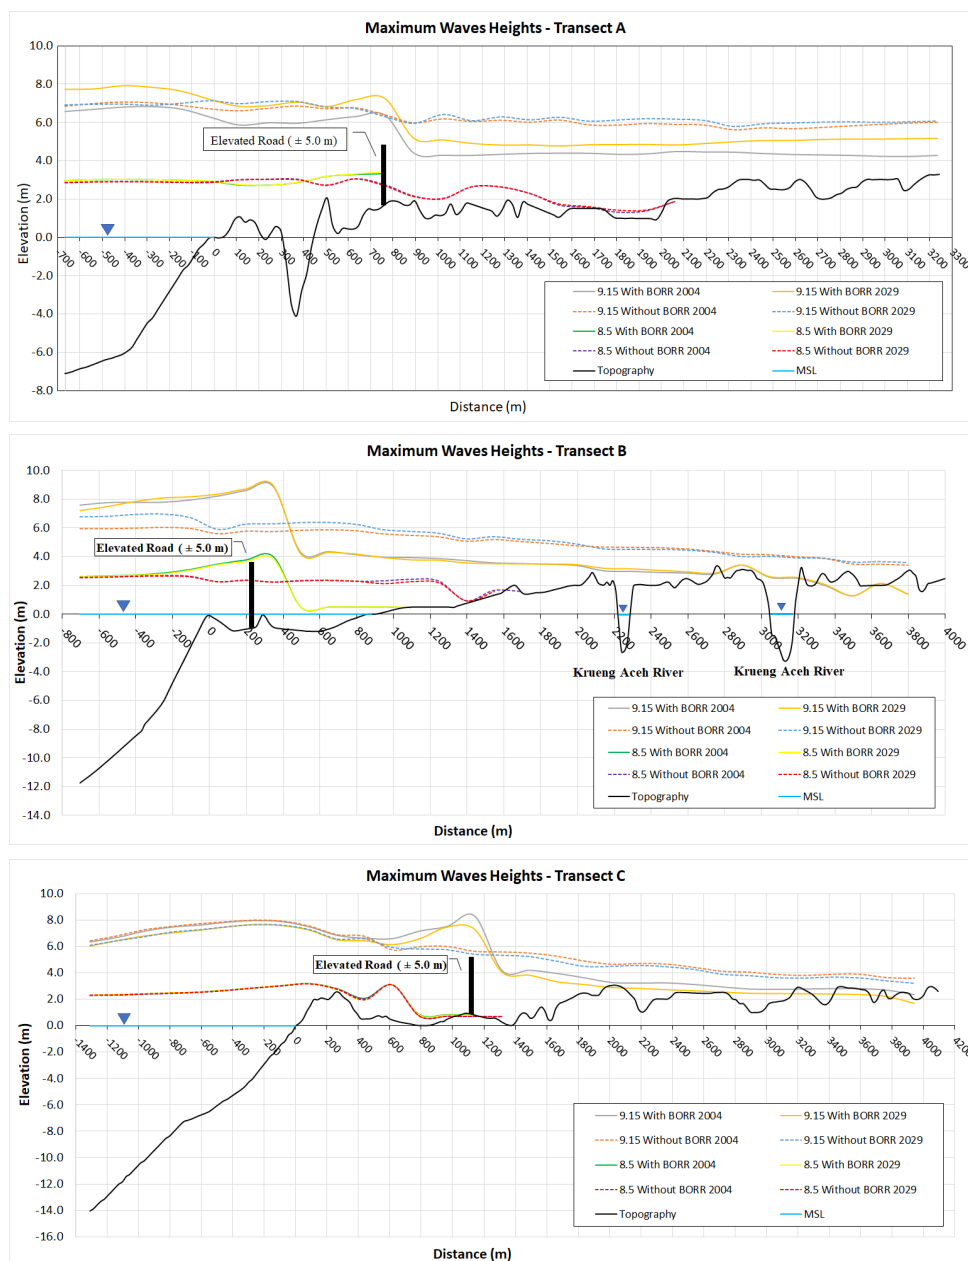 Maximum Waves Heights - Transect A
10.0
8.0
6.0
4.0
2.0
0.0
-2.0
-4.0
-6.0
-8.0
Elevation (m)
Elevated Road ( ± 5.0 m)
-700 -600 -500 -400 -300 -200 -100 0 100 200 300 400 500 600 700 800 900 1000 1100 1200 1300 1400 1500 1600 1700 1800 1900 2000 2100 2200 2300 2400 2500 2600 2700 2800 2900 3000 3100 3200 3300
9.15 With BORR 2004 9.15 With BORR 2029
9.15 Without BORR 2004 9.15 Without BORR 2029
8.5 With BORR 2004 8.5 With BORR 2029
8.5 Without BORR 2004 8.5 Without BORR 2029
Topography MSL
Distance (m)
Maximum Waves Heights - Transect B
10.0
8.0
6.0
4.0
2.0
0.0
-2.0
-4.0
-6.0
-8.0
-10.0
-12.0
-14.0
Elevation (m)
Elevated Road ( ± 5.0 m)
-800 -600 -400 -200 0 200 400 600 800 1000 1200 1400 1600 1800 2000 2200 2400 2600 2800 3000 3200 3400 3600 3800 4000
Krueng Aceh River Krueng Aceh River
9.15 With BORR 2004 9.15 With BORR 2029
9.15 Without BORR 2004 9.15 Without BORR 2029
8.5 With BORR 2004 8.5 With BORR 2029
8.5 Without BORR 2004 8.5 Without BORR 2029
Topography MSL
Distance (m)
Maximum Waves Heights - Transect C
10.0
8.0
6.0
4.0
2.0
0.0
-2.0
-4.0
-6.0
-8.0
-10.0
-12.0
-14.0
-16.0
Elevation (m)
Elevated Road ( ± 5.0 m)
-1400 -1200 -1000 -800 -600 -400 -200 0 200 400 600 800 1000 1200 1400 1600 1800 2000 2200 2400 2600 2800 3000 3200 3400 3600 3800 4000 4200
9.15 With BORR 2004 9.15 With BORR 2029
9.15 Without BORR 2004 9.15 Without BORR 2029
8.5 With BORR 2004 8.5 With BORR 2029
8.5 Without BORR 2004 8.5 Without BORR 2029
Topography MSL
Distance (m)